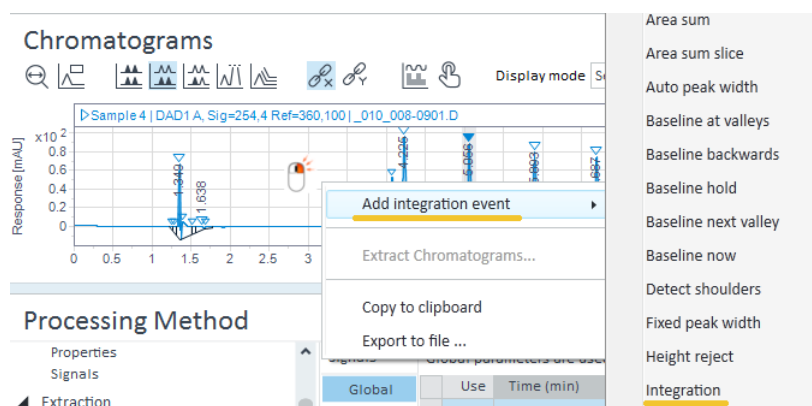 Chromatograms
Display mode
▷Sample 4 | DAD1 A, Sig=254,4 Ref=360,100 | _010_008-0901.D
Response [mAU]
x10 2
0.8
0.6
0.4
0.2
0
1.349
1.638
4.225
0 0.5 1 1.5 2 2.5 3
Add integration event
Extract Chromatograms...
Copy to clipboard
Export to file ...
Processing Method
Properties
Signals
Extraction
Global
Use Time (min)
Area sum
Area sum slice
Auto peak width
Baseline at valleys
Baseline backwards
Baseline hold
Baseline next valley
Baseline now
Detect shoulders
Fixed peak width
Height reject
Integration